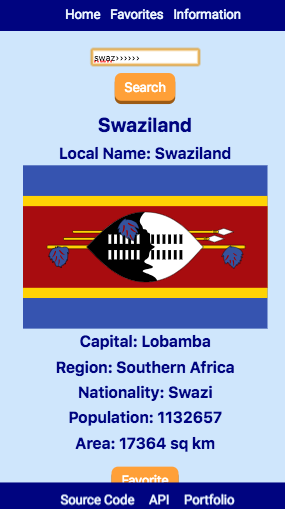 Home Favorites Information
swaz››››››
Search
Swaziland
Local Name: Swaziland
Capital: Lobamba
Region: Southern Africa
Nationality: Swazi
Population: 1132657
Area: 17364 sq km
Favorite
Source Code API Portfolio